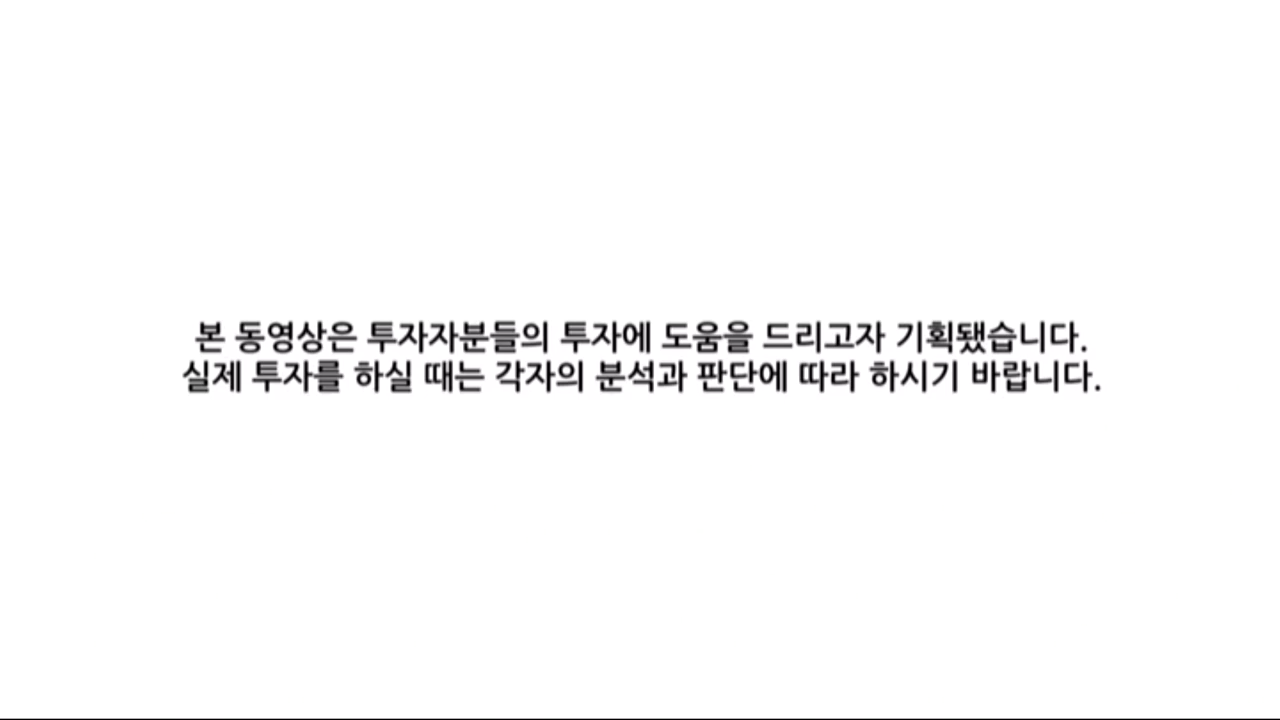 본 동영상은 투자자분들의 투자에 도움을 드리고자 기획됐습니다.
실제 투자를 하실 때는 각자의 분석과 판단에 따라 하시기 바랍니다.